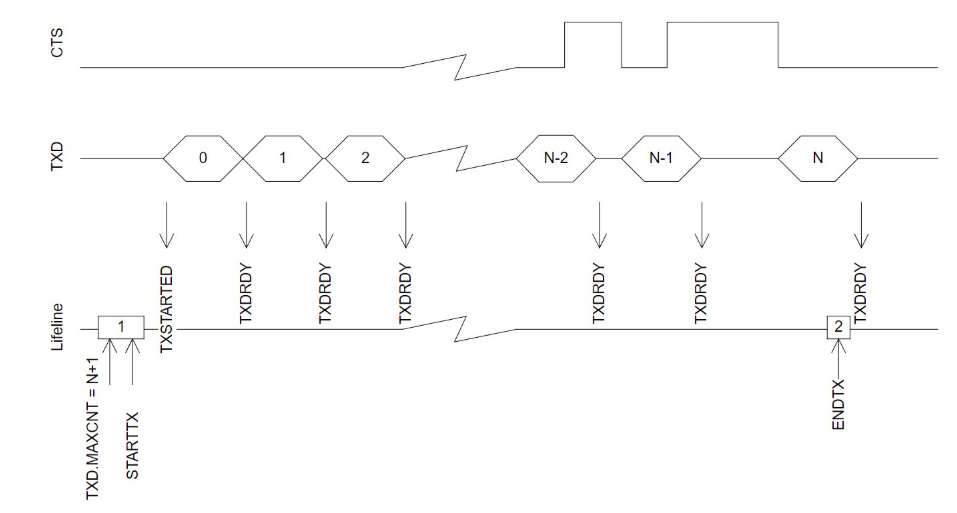 CTS
TXD
0
1
2
N-2
N-1
N
TXSTARTED
TXDRDY
TXDRDY
TXDRDY
TXDRDY
TXDRDY
TXDRDY
Lifeline
1
2
TXD.MAXCNT = N+1
STARTTX
ENDTX